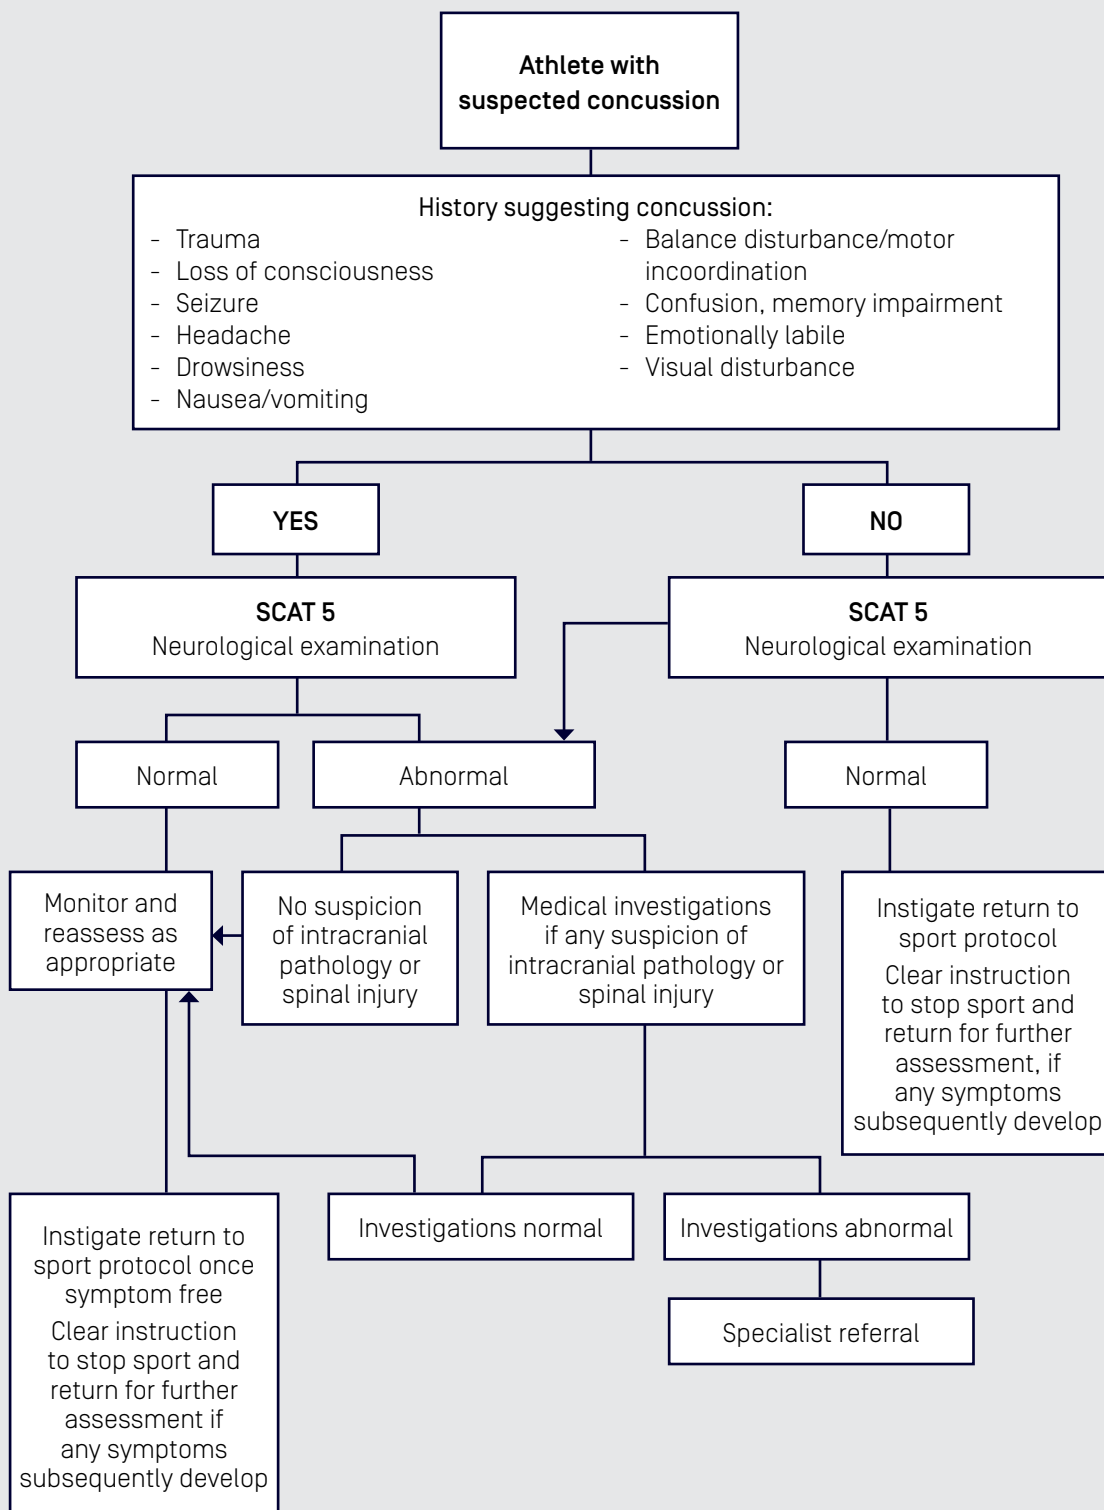 Athlete with
suspected concussion
History suggesting concussion:
- Trauma
- Loss of consciousness
- Seizure
- Headache
- Drowsiness
- Nausea/vomiting
- Balance disturbance/motor
incoordination
- Confusion, memory impairment
- Emotionally labile
- Visual disturbance
YES
NO
SCAT 5
Neurological examination
SCAT 5
Neurological examination
Normal
Abnormal
Normal
Monitor and
reassess as
appropriate
No suspicion
of intracranial
pathology or
spinal injury
Medical investigations
if any suspicion of
intracranial pathology or
spinal injury
Instigate return to
sport protocol
Clear instruction
to stop sport and
return for further
assessment, if
any symptoms
subsequently develop
Instigate return to
sport protocol once
symptom free
Clear instruction
to stop sport and
return for further
assessment if
any symptoms
subsequently develop
Investigations normal
Investigations abnormal
Specialist referral